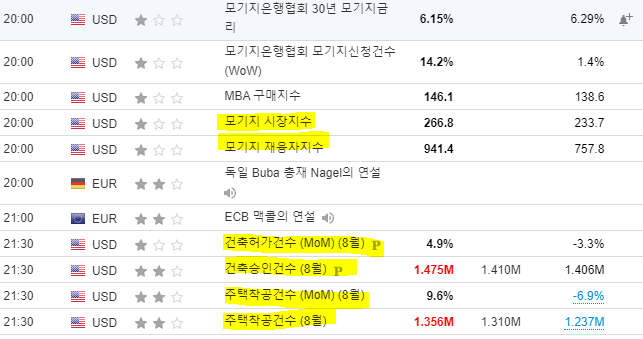 20:00 USD 모기지은행협회 30년 모기지금리 6.15% 6.29%
20:00 USD 모기지은행협회 모기지신청건수 (WoW) 14.2% 1.4%
20:00 USD MBA 구매지수 146.1 138.6
20:00 USD 모기지 시장지수 266.8 233.7
20:00 USD 모기지 재융자지수 941.4 757.8
20:00 EUR 독일 Buba 총재 Nagel의 연설
21:00 EUR ECB 맥쿨의 연설
21:30 USD 건축허가건수 (MoM) (8월) P 4.9% -3.3%
21:30 USD 건축승인건수 (8월) P 1.475M 1.410M 1.406M
21:30 USD 주택착공건수 (MoM) (8월) 9.6% -6.9%
21:30 USD 주택착공건수 (8월) 1.356M 1.310M 1.237M